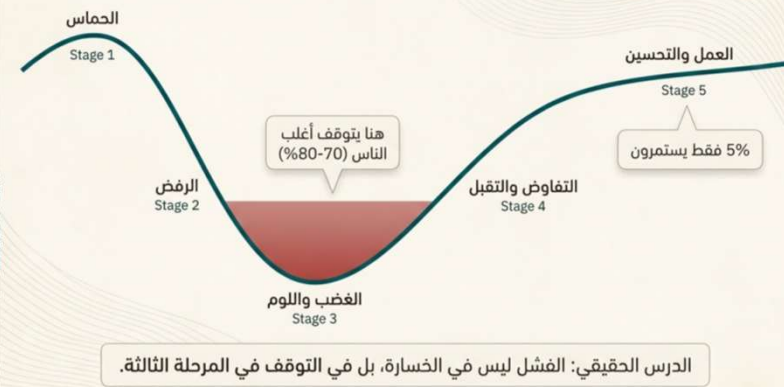 الحماس
Stage 1
العمل والتحسين
Stage 5
هنا يتوقف أغلب
الناس (70-80%)
5% فقط يستمرون
الرفض
Stage 2
التفاوض والتقبل
Stage 4
الغضب واللوم
Stage 3
الدرس الحقيقي: الفشل ليس في الخسارة، بل في التوقف في المرحلة الثالثة.